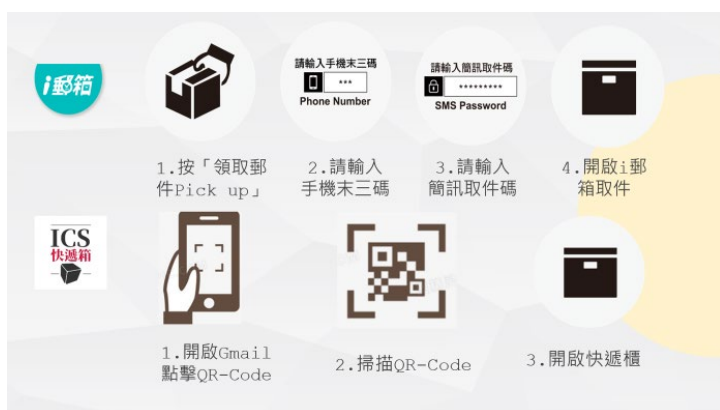 i郵箱
請輸入手機末三碼
***
Phone Number
請輸入簡訊取件碼
*********
SMS Password
1.按「領取郵
件Pick up」
2.請輸入
手機末三碼
3.請輸入
簡訊取件碼
4.開啟i郵
箱取件
ICS
快遞箱
1.開啟Gmail
點擊QR-Code
2.掃描QR-Code
3.開啟快遞櫃